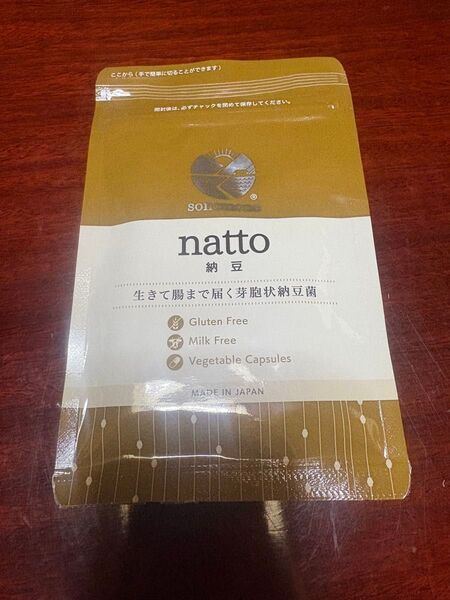 ここから(手で簡単に切ることができます)
開封後は、必ずチャックを閉めて保存してください。
®
natto
納豆
生きて腸まで届く芽胞状納豆菌
Gluten Free
Milk Free
Vegetable Capsules
MADE IN JAPAN